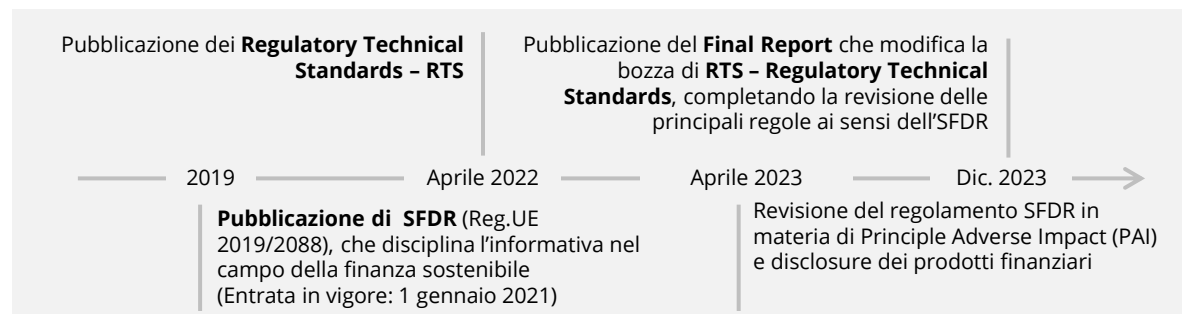 Pubblicazione dei Regulatory Technical
Standards – RTS
Pubblicazione del Final Report che modifica la
bozza di RTS – Regulatory Technical
Standards, completando la revisione delle
principali regole ai sensi dell’SFDR
2019
Aprile 2022
Aprile 2023
Dic. 2023
Pubblicazione di SFDR (Reg.UE
2019/2088), che disciplina l’informativa nel
campo della finanza sostenibile
(Entrata in vigore: 1 gennaio 2021)
Revisione del regolamento SFDR in
materia di Principle Adverse Impact (PAI)
e disclosure dei prodotti finanziari